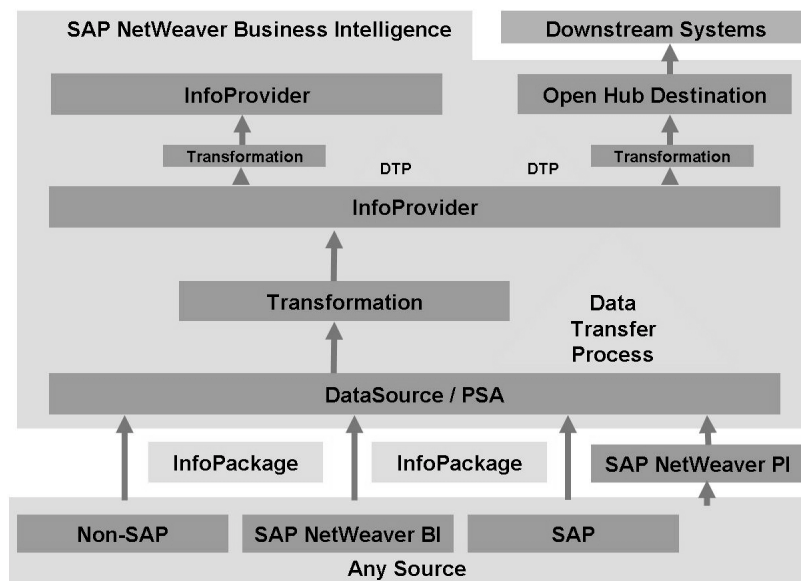 SAP NetWeaver Business Intelligence
Downstream Systems
InfoProvider
Open Hub Destination
Transformation
Transformation
DTP
DTP
InfoProvider
Transformation
Data
Transfer
Process
DataSource / PSA
InfoPackage
InfoPackage
SAP NetWeaver PI
Non-SAP
SAP NetWeaver BI
SAP
Any Source